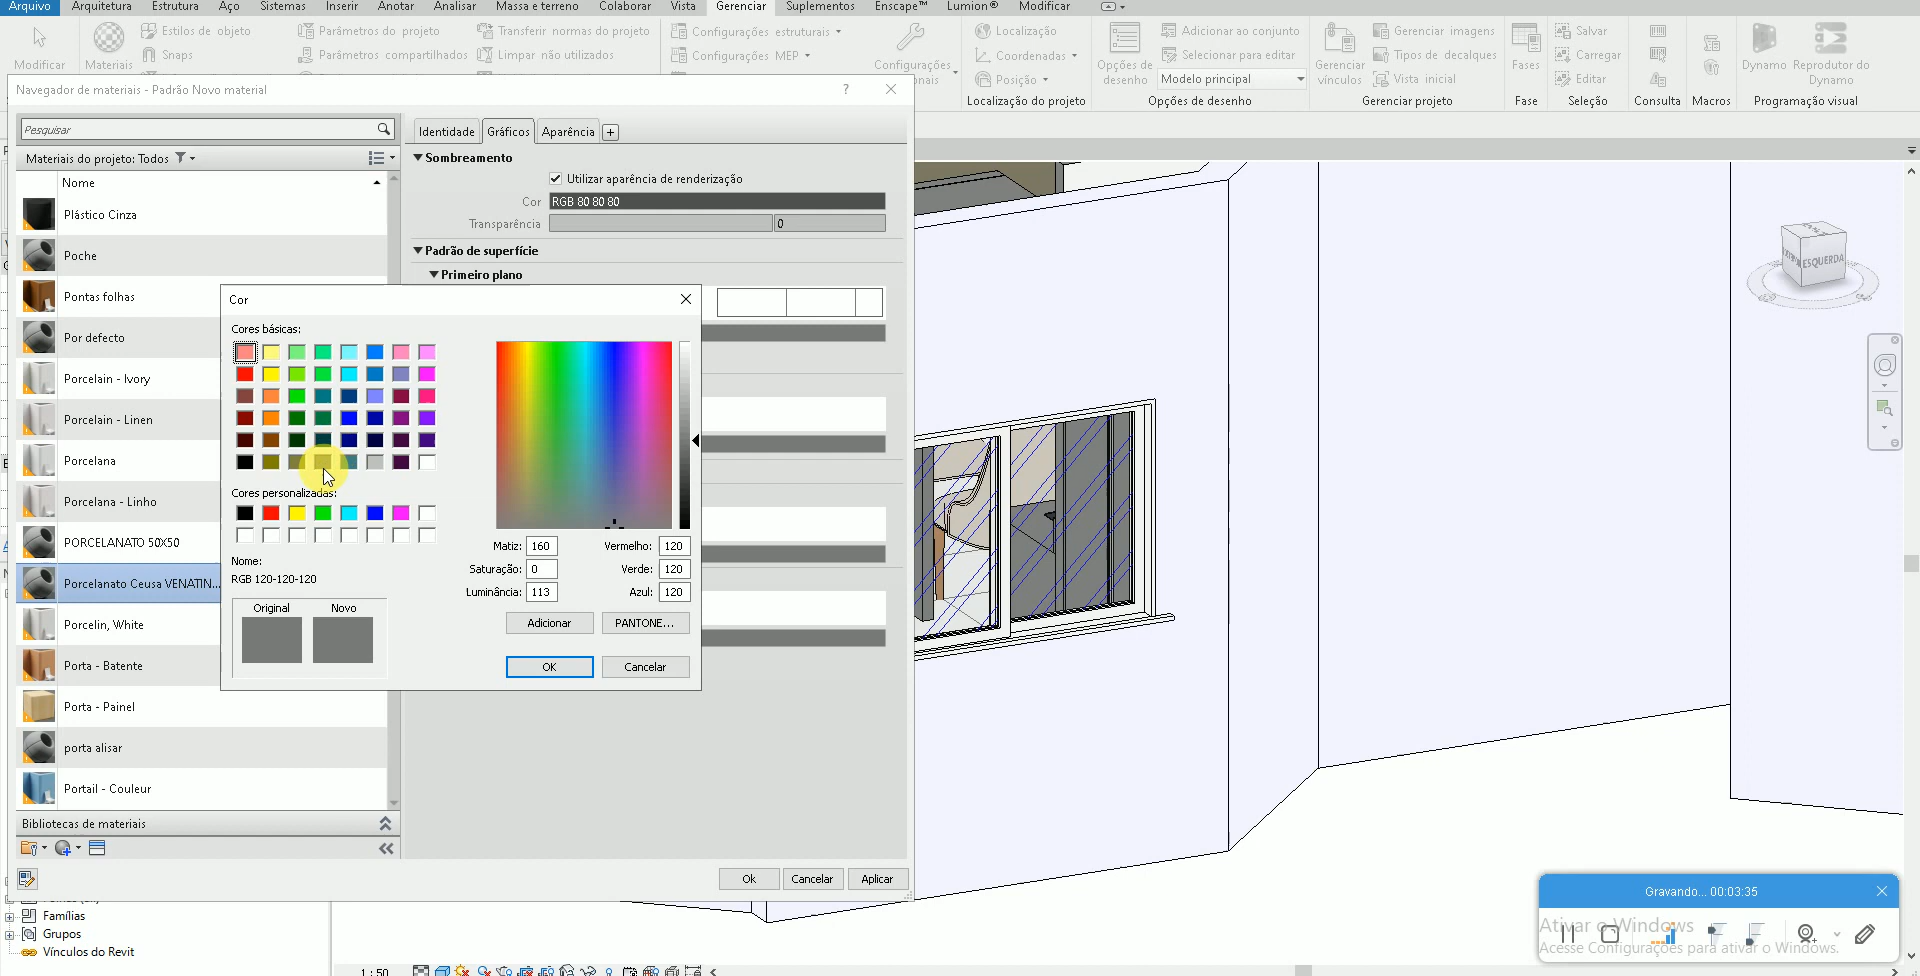 Arquivo Arquitetura Estrutura Aço Sistemas Inserir Anotar Analisar Massa e terreno Colaborar Vista Gerenciar Suplementos Enscape™ Lumion® Modificar
Modificar
Materiais
Estilos de objeto
Snaps
Parâmetros do projeto
Parâmetros compartilhados
Transferir normas do projeto
Limpar não utilizados
Configurações estruturais
Configurações MEP
Configurações
onais
Localização
Coordenadas
Posição
Localização do projeto
Opções de
desenho
Adicionar ao conjunto
Selecionar para editar
Modelo principal
Opções de desenho
Gerenciar
vínculos
Gerenciar imagens
Tipos de decalques
Vista inicial
Gerenciar projeto
Fases
Fase
Salvar
Carregar
Editar
Seleção
Consulta
Macros
Dynamo
Reprodutor do
Dynamo
Programação visual
Navegador de materiais - Padrão Novo material
?
Pesquisar
Materiais do projeto: Todos
Nome
Plástico Cinza
Poche
Pontas folhas
Por defecto
Porcelain - Ivory
Porcelain - Linen
Porcelana
Porcelana - Linho
PORCELANATO 50X50
Porcelanato Ceusa VENATIN...
Porcelin, White
Porta - Batente
Porta - Painel
porta alisar
Portail - Couleur
Bibliotecas de materiais
Identidade Gráficos Aparência +
Sombreamento
Utilizar aparência de renderização
Cor RGB 80 80 80
Transparência 0
Padrão de superfície
Primeiro plano
Cor
Cores básicas:
Cores personalizadas:
Nome:
RGB 120-120-120
Original Novo
Matiz: 160 Vermelho: 120
Saturação: 0 Verde: 120
Luminância: 113 Azul: 120
Adicionar PANTONE...
OK Cancelar
Ok Cancelar Aplicar
Famílias
Grupos
Vínculos do Revit
1 : 50
ESQUERDA
Gravando... 00:03:35
Ativar o Windows
Acesse Configurações para ativar o Windows.